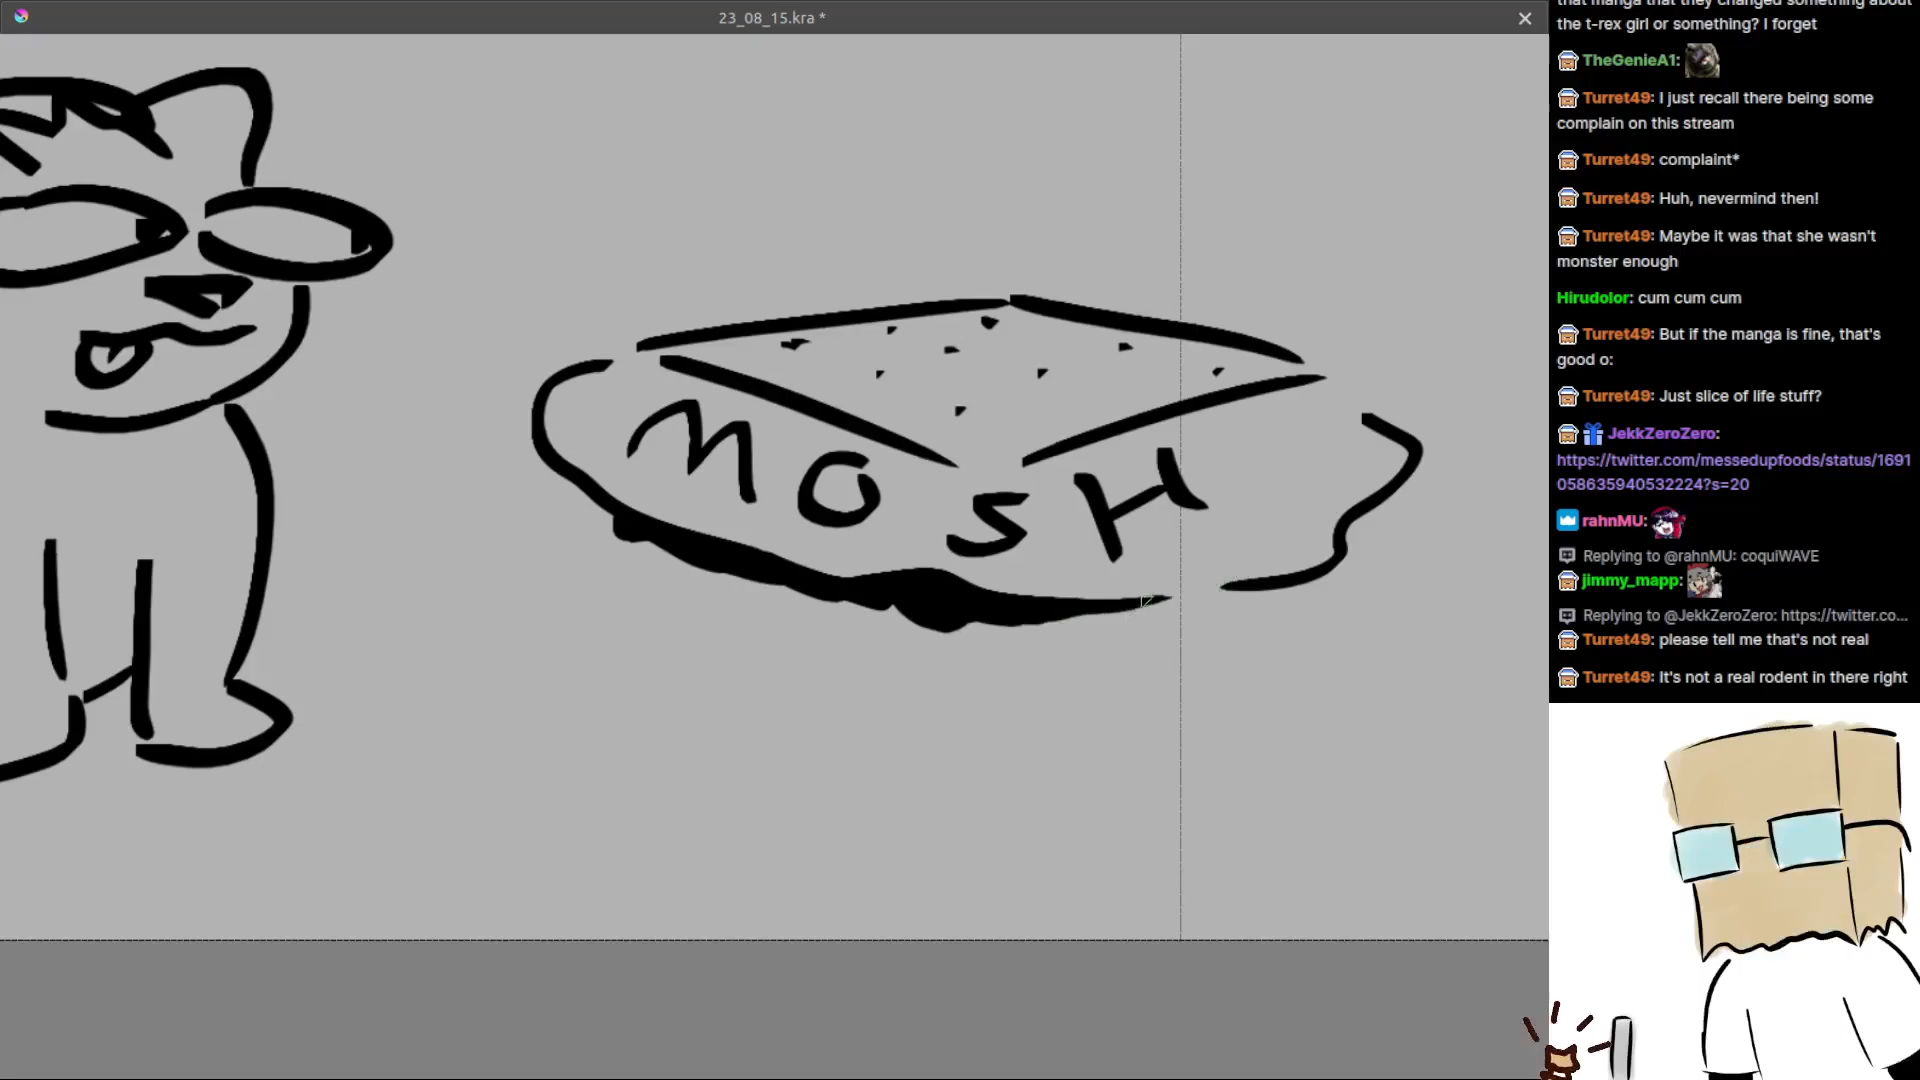 23_08_15.kra *
MOSH
that manga that they changed something about
the t-rex girl or something? I forget
TheGenieA1:
Turret49: I just recall there being some
complain on this stream
Turret49: complaint*
Turret49: Huh, nevermind then!
Turret49: Maybe it was that she wasn't
monster enough
Hirudolor: cum cum cum
Turret49: But if the manga is fine, that's
good o:
Turret49: Just slice of life stuff?
JekkZeroZero:
https://twitter.com/messedupfoods/status/1691
058635940532224?s=20
rahnMU:
Replying to @rahnMU: coquiWAVE
jimmy_mapp:
Replying to @JekkZeroZero: https://twitter.co...
Turret49: please tell me that's not real
Turret49: It's not a real rodent in there right